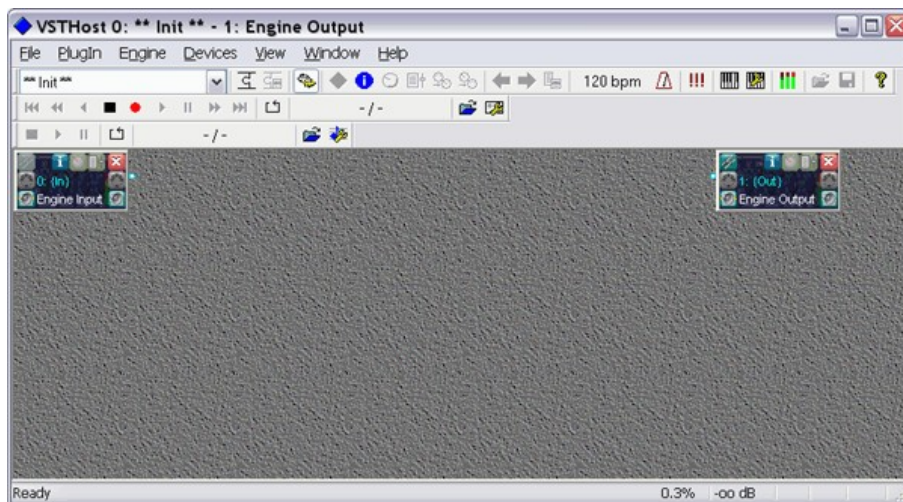 VSTHost 0: ** Init ** - 1: Engine Output
File PlugIn Engine Devices View Window Help
** Init **
120 bpm
- / -
- / -
0: (In)
Engine Input
1: (Out)
Engine Output
Ready 0.3% -oo dB